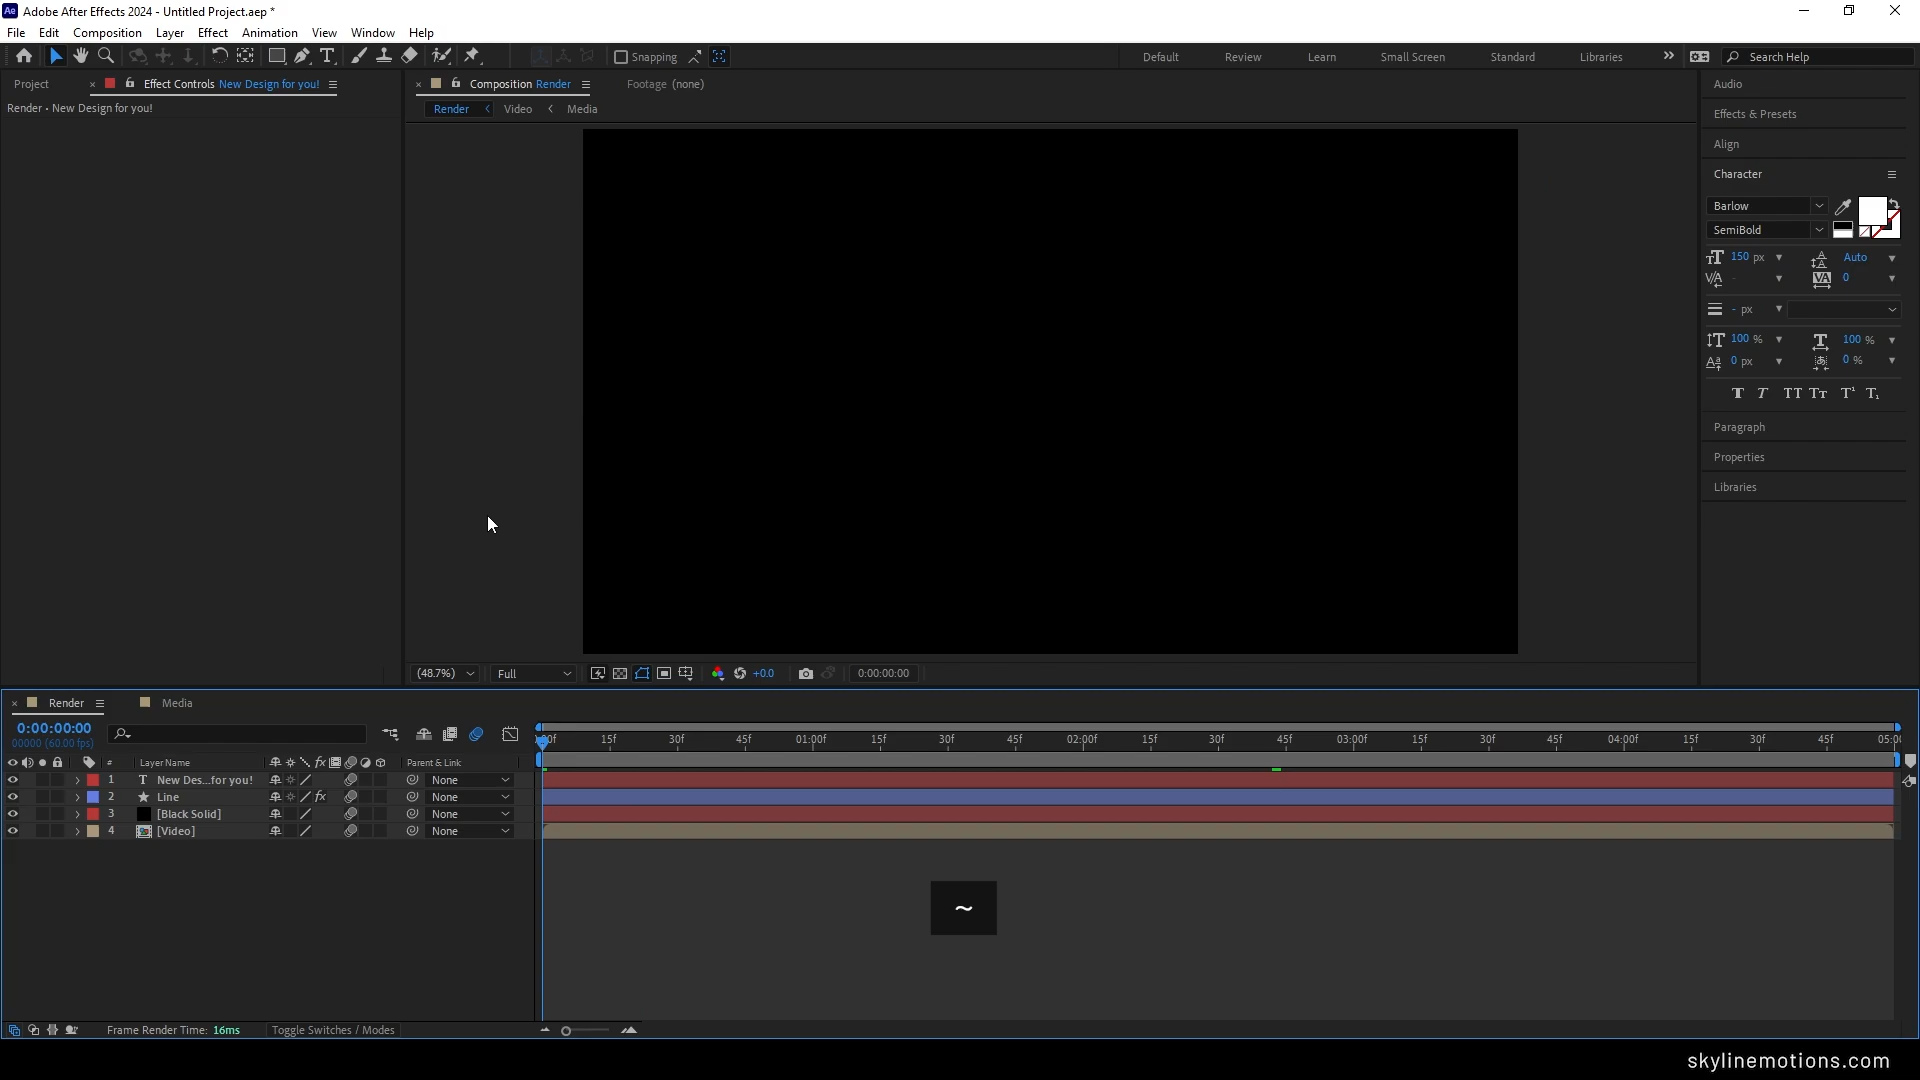 Adobe After Effects 2024 - Untitled Project.aep *
File Edit Composition Layer Effect Animation View Window Help
Snapping Default Review Learn Small Screen Standard Libraries Search Help
Project Effect Controls New Design for you! Composition Render Footage (none) Audio
Render • New Design for you! Render Video Media
Effects & Presets
Align
Character
Barlow
SemiBold
150 px Auto
- 0
- px
100 % 100 %
0 px 0 %
Paragraph
Properties
Libraries
(48.7%) Full +0.0 0:00:00:00
Render Media
0:00:00:00
00000 (60.00 fps)
15f 30f 45f 01:00f 15f 30f 45f 02:00f 15f 30f 45f 03:00f 15f 30f 45f 04:00f 15f 30f 45f
# Layer Name Parent & Link
1 New Des...for you! None
2 Line None
3 [Black Solid] None
4 [Video] None
~
Frame Render Time: 16ms Toggle Switches / Modes
skylinemotions.com